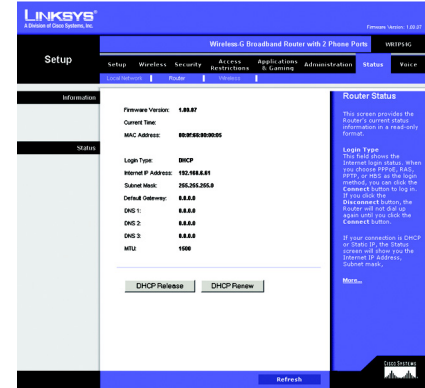 LINKSYS®
A Division of Cisco Systems, Inc.
Firmware Version: 1.00.07
Wireless-G Broadband Router with 2 Phone Ports WRTP54G
Setup
Setup Wireless Security Access Restrictions Applications & Gaming Administration Status Voice
Local Network Router Wireless
Information
Firmware Version: 1.00.07
Current Time:
MAC Address:
Status
Login Type: DHCP
Internet IP Address:
Subnet Mask: 255.255.255.0
Default Gateway: 0.0.0.0
DNS 1: 0.0.0.0
DNS 2: 0.0.0.0
DNS 3: 0.0.0.0
MTU: 1500
DHCP Release DHCP Renew
Router Status
This screen provides the
Router's current status
information in a read-only
format.
Login Type
This field shows the
Internet login status. When
you choose PPPoE, RAS,
PPTP, or HBS as the login
method, you can click the
Connect button to log in.
If you click the
Disconnect button, the
Router will not dial up
again until you click the
Connect button.
If your connection is DHCP
or Static IP, the Status
screen will show you the
Internet IP Address,
Subnet mask,
More...
Refresh
CISCO SYSTEMS